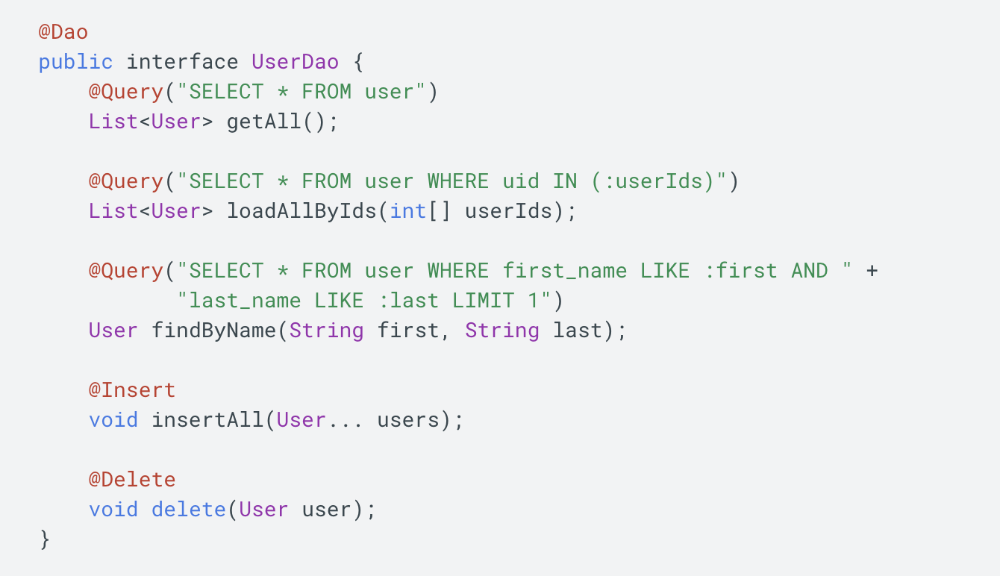 @Dao
public interface UserDao {
    @Query("SELECT * FROM user")
    List<User> getAll();

    @Query("SELECT * FROM user WHERE uid IN (:userIds)")
    List<User> loadAllByIds(int[] userIds);

    @Query("SELECT * FROM user WHERE first_name LIKE :first AND " +
           "last_name LIKE :last LIMIT 1")
    User findByName(String first, String last);

    @Insert
    void insertAll(User... users);

    @Delete
    void delete(User user);
}